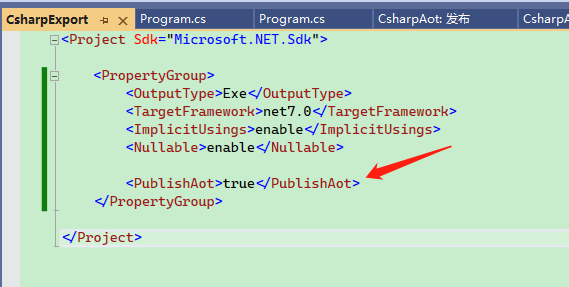 CsharpExport Program.cs Program.cs CsharpAot: 发布 CsharpA
<Project Sdk="Microsoft.NET.Sdk">
<PropertyGroup>
<OutputType>Exe</OutputType>
<TargetFramework>net7.0</TargetFramework>
<ImplicitUsings>enable</ImplicitUsings>
<Nullable>enable</Nullable>
<PublishAot>true</PublishAot>
</PropertyGroup>
</Project>